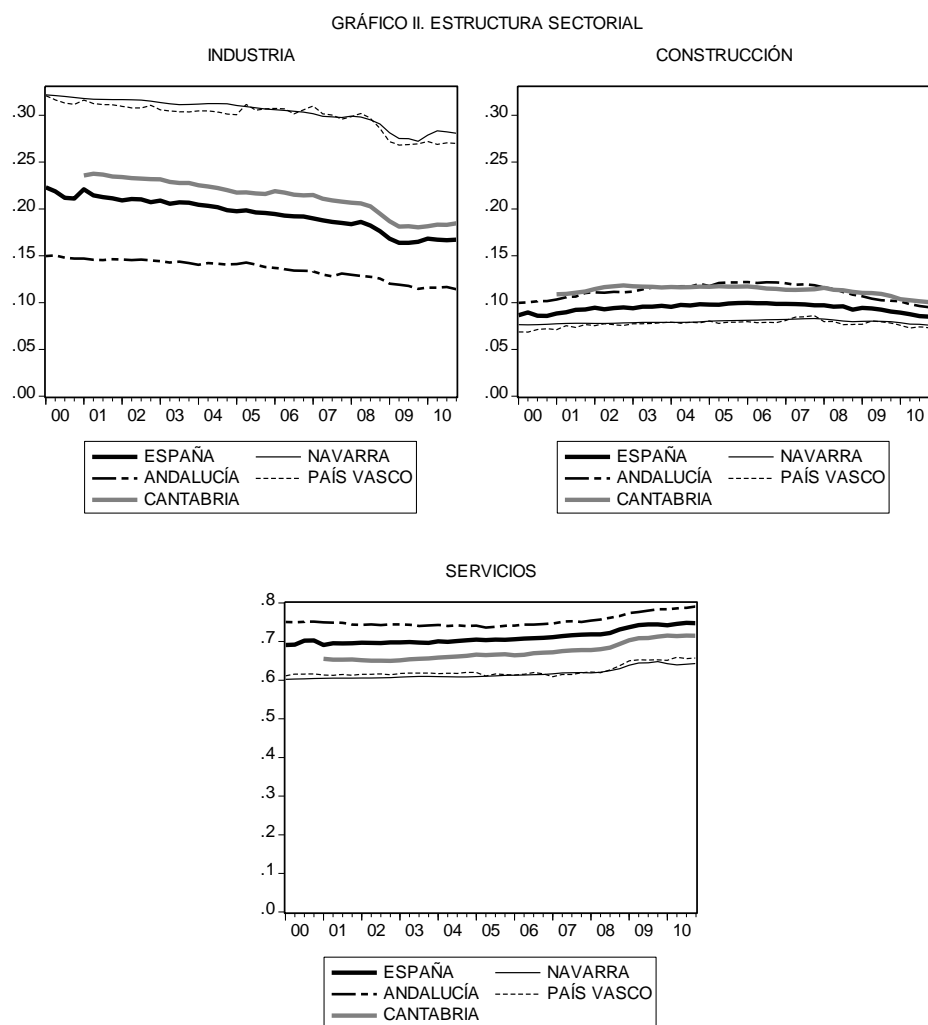 GRÁFICO II. ESTRUCTURA SECTORIAL
INDUSTRIA
.30
.25
.20
.15
.10
.05
.00
00 01 02 03 04 05 06 07 08 09 10
ESPAÑA NAVARRA
ANDALUCÍA PAÍS VASCO
CANTABRIA
CONSTRUCCIÓN
.30
.25
.20
.15
.10
.05
.00
00 01 02 03 04 05 06 07 08 09 10
ESPAÑA NAVARRA
ANDALUCÍA PAÍS VASCO
CANTABRIA
SERVICIOS
.8
.7
.6
.5
.4
.3
.2
.1
.0
00 01 02 03 04 05 06 07 08 09 10
ESPAÑA NAVARRA
ANDALUCÍA PAÍS VASCO
CANTABRIA